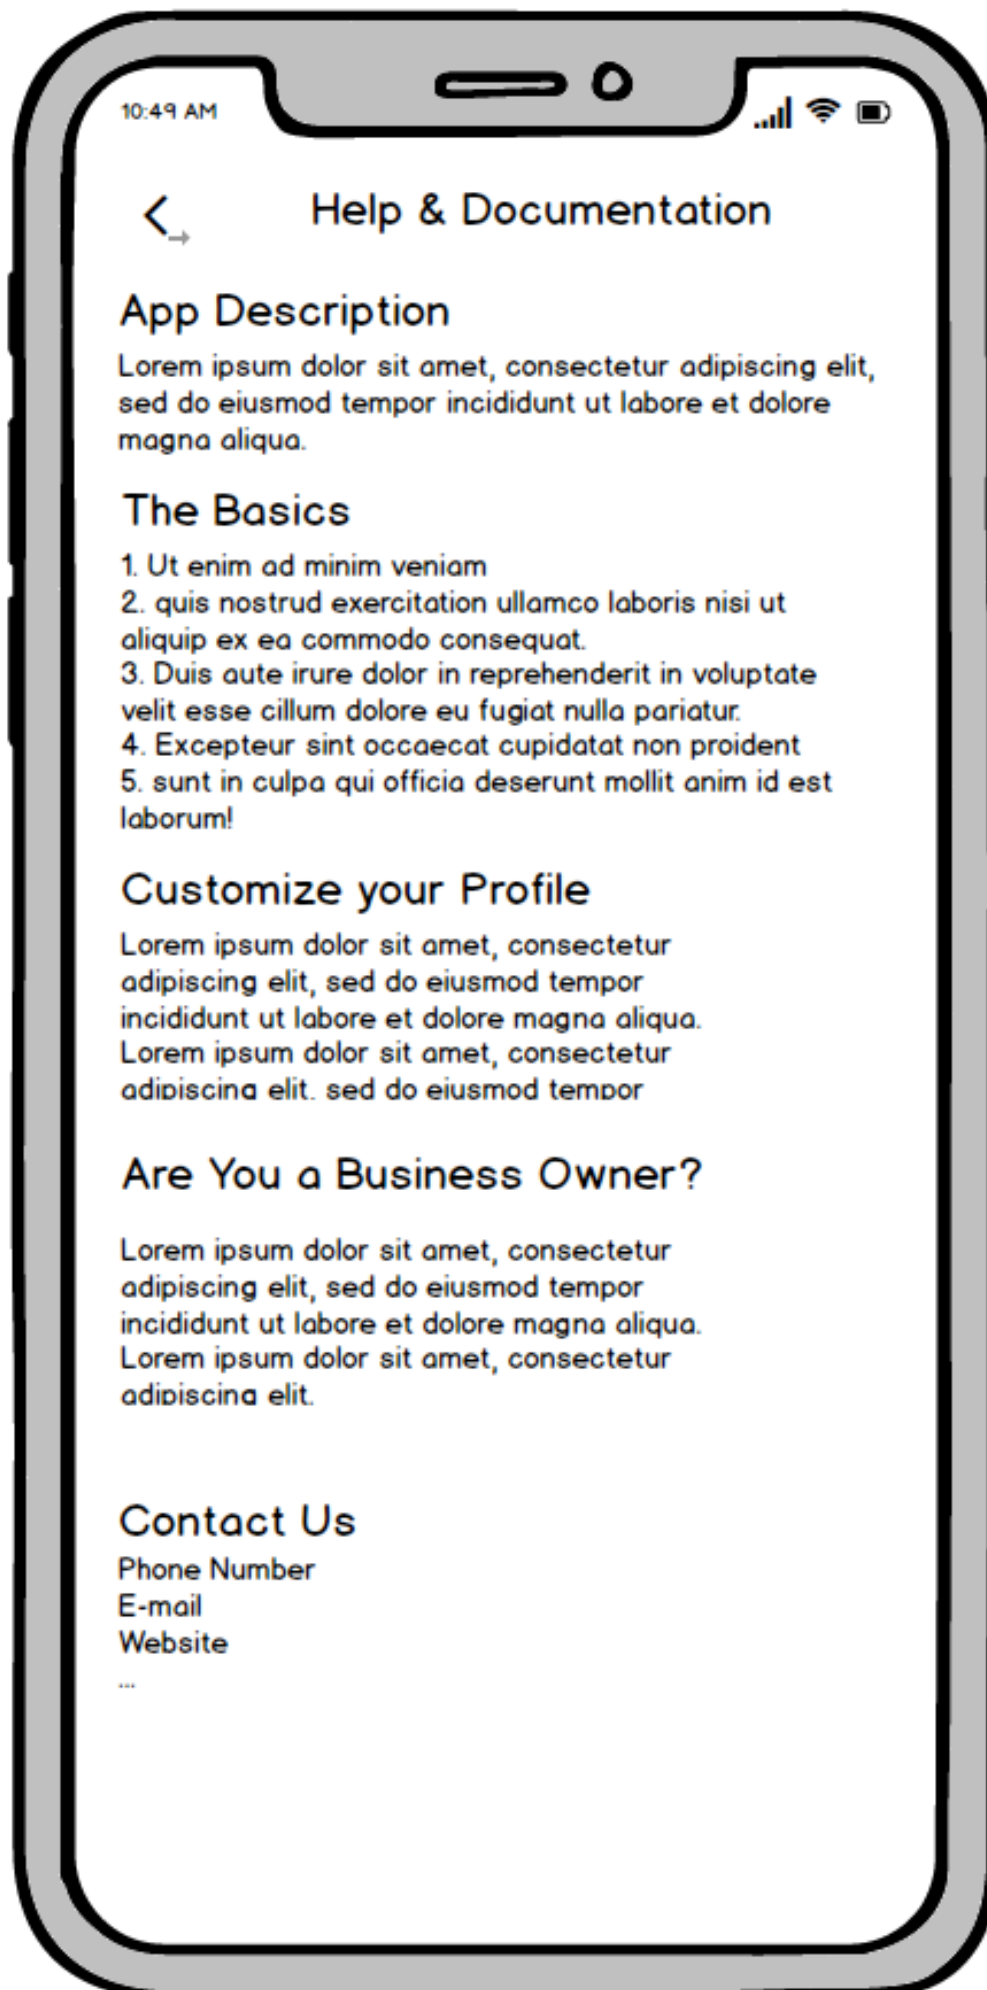 10:49 AM
Help & Documentation
App Description
Lorem ipsum dolor sit amet, consectetur adipiscing elit,
sed do eiusmod tempor incididunt ut labore et dolore
magna aliqua.
The Basics
1. Ut enim ad minim veniam
2. quis nostrud exercitation ullamco laboris nisi ut
aliquip ex ea commodo consequat.
3. Duis aute irure dolor in reprehenderit in voluptate
velit esse cillum dolore eu fugiat nulla pariatur.
4. Excepteur sint occaecat cupidatat non proident
5. sunt in culpa qui officia deserunt mollit anim id est
laborum!
Customize your Profile
Lorem ipsum dolor sit amet, consectetur
adipiscing elit, sed do eiusmod tempor
incididunt ut labore et dolore magna aliqua.
Lorem ipsum dolor sit amet, consectetur
adipiscing elit, sed do eiusmod tempor
Are You a Business Owner?
Lorem ipsum dolor sit amet, consectetur
adipiscing elit, sed do eiusmod tempor
incididunt ut labore et dolore magna aliqua.
Lorem ipsum dolor sit amet, consectetur
adipiscing elit.
Contact Us
Phone Number
E-mail
Website
...